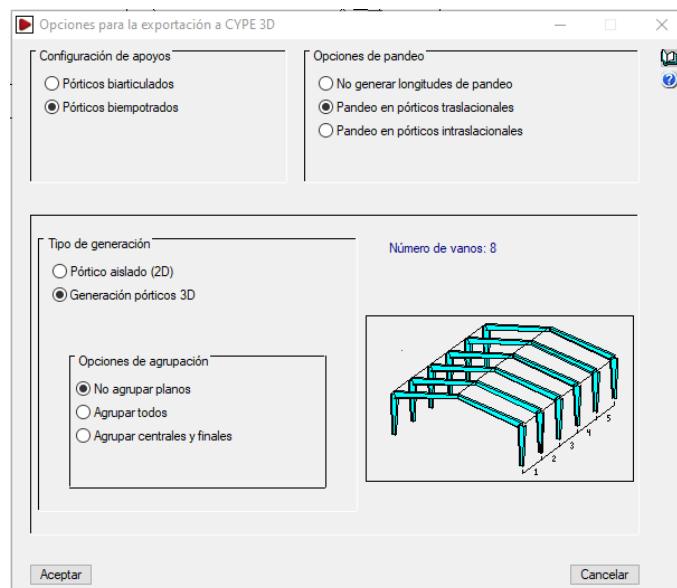 Opciones para la exportación a CYPE 3D
Configuración de apoyos
Pórticos biarticulados
Pórticos biempotrados
Opciones de pandeo
No generar longitudes de pandeo
Pandeo en pórticos traslacionales
Pandeo en pórticos intraslacionales
Tipo de generación
Pórtico aislado (2D)
Generación pórticos 3D
Opciones de agrupación
No agrupar planos
Agrupar todos
Agrupar centrales y finales
Número de vanos: 8
1
2
3
4
5
Aceptar
Cancelar